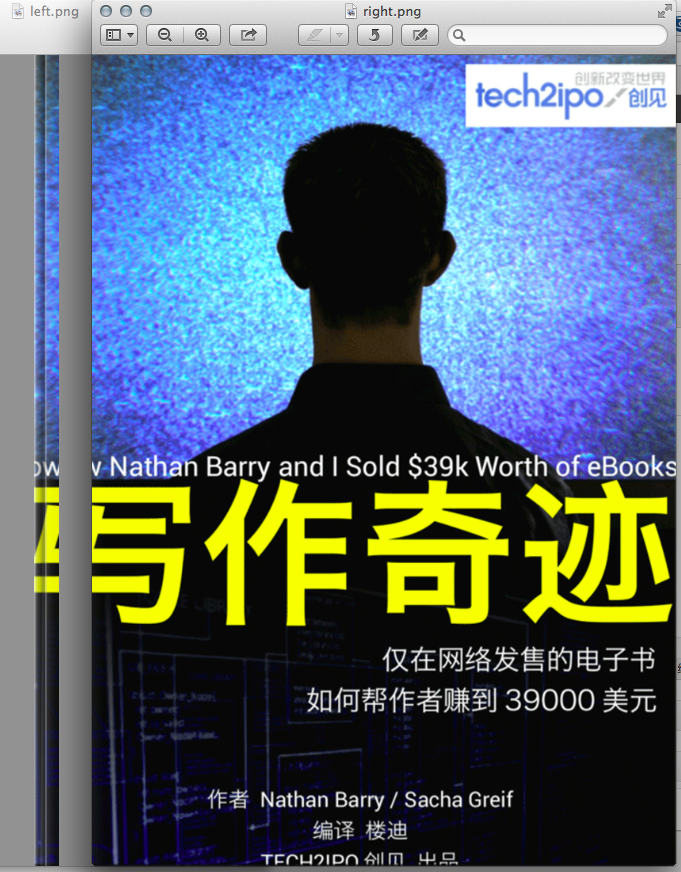 left.png
right.png
创新改变世界
tech2ipo/创见
ow
w Nathan Barry and I Sold $39k Worth of eBooks
写作奇迹
仅在网络发售的电子书
如何帮作者赚到 39000 美元
作者 Nathan Barry / Sacha Greif
编译 楼迪
TECH2IPO 创见 出品